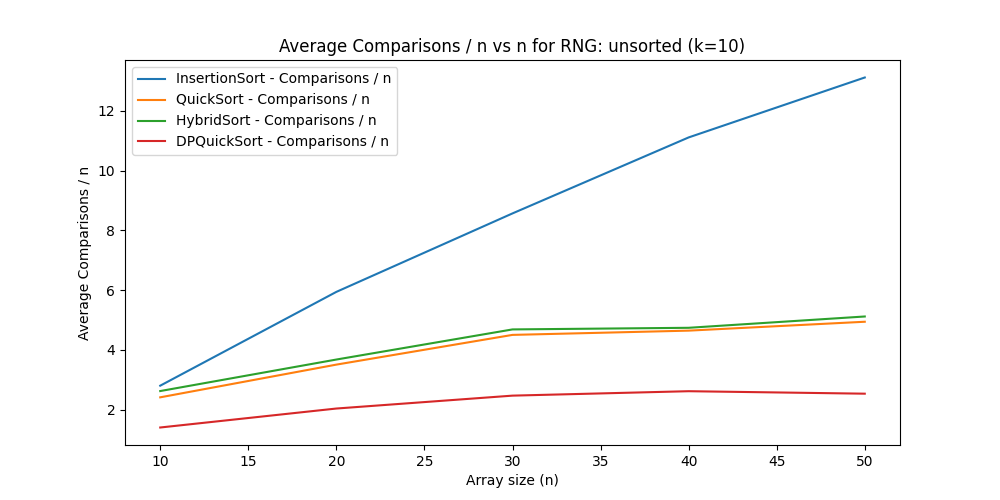 Average Comparisons / n vs n for RNG: unsorted (k=10)
InsertionSort - Comparisons / n
QuickSort - Comparisons / n
HybridSort - Comparisons / n
DPQuickSort - Comparisons / n
Average Comparisons / n
12
10
8
6
4
2
10 15 20 25 30 35 40 45 50
Array size (n)